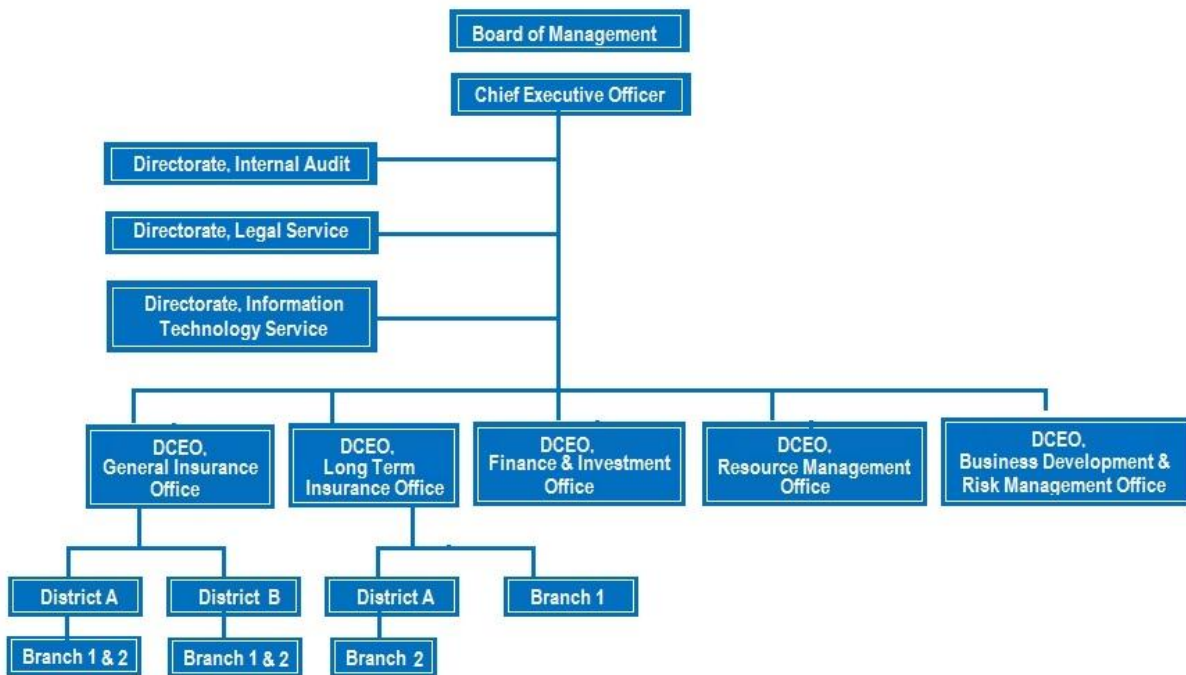 Board of Management
Chief Executive Officer
Directorate, Internal Audit
Directorate, Legal Service
Directorate, Information
Technology Service
DCEO,
General Insurance
Office
DCEO,
Long Term
Insurance Office
DCEO,
Finance & Investment
Office
DCEO,
Resource Management
Office
DCEO,
Business Development &
Risk Management Office
District A
District B
District A
Branch 1
Branch 1 & 2
Branch 1 & 2
Branch 2